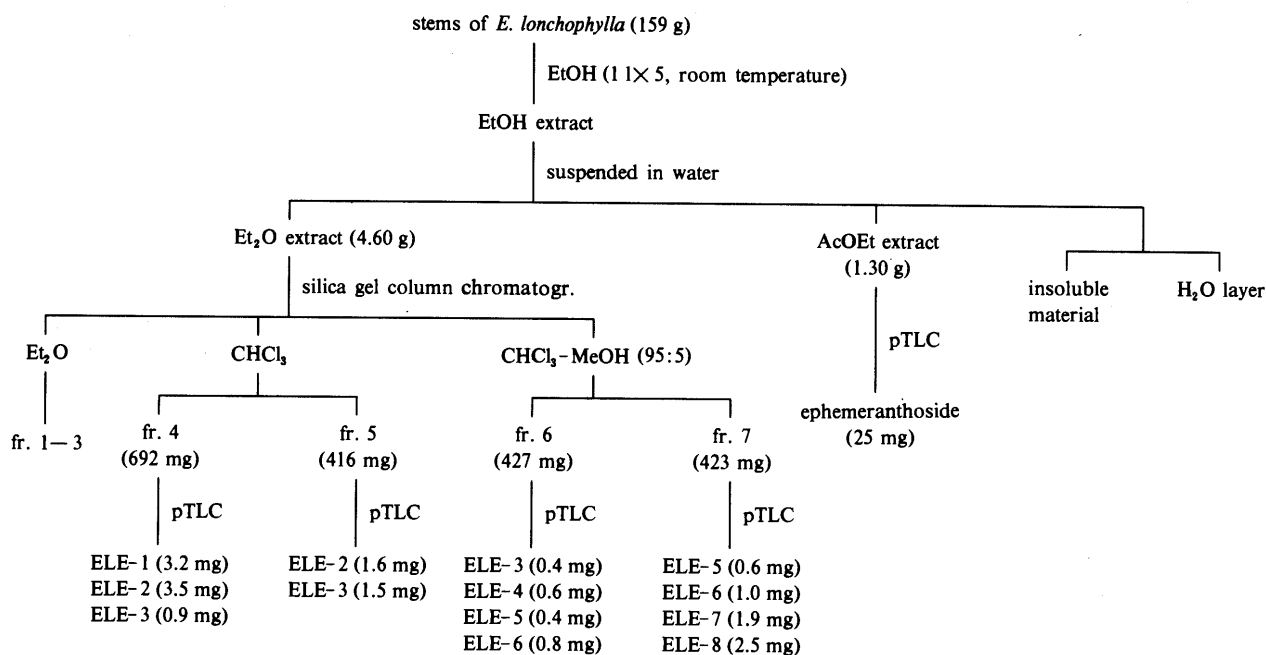 stems of E. lonchophylla (159 g)
EtOH (1 l× 5, room temperature)
EtOH extract
suspended in water
Et₂O extract (4.60 g)
AcOEt extract
(1.30 g)
insoluble
material
H₂O layer
silica gel column chromatogr.
pTLC
Et₂O
CHCl₃
CHCl₃-MeOH (95:5)
ephemeranthoside
(25 mg)
fr. 1—3
fr. 4
(692 mg)
fr. 5
(416 mg)
fr. 6
(427 mg)
fr. 7
(423 mg)
pTLC
pTLC
pTLC
pTLC
ELE-1 (3.2 mg)
ELE-2 (3.5 mg)
ELE-3 (0.9 mg)
ELE-2 (1.6 mg)
ELE-3 (1.5 mg)
ELE-3 (0.4 mg)
ELE-4 (0.6 mg)
ELE-5 (0.4 mg)
ELE-6 (0.8 mg)
ELE-5 (0.6 mg)
ELE-6 (1.0 mg)
ELE-7 (1.9 mg)
ELE-8 (2.5 mg)